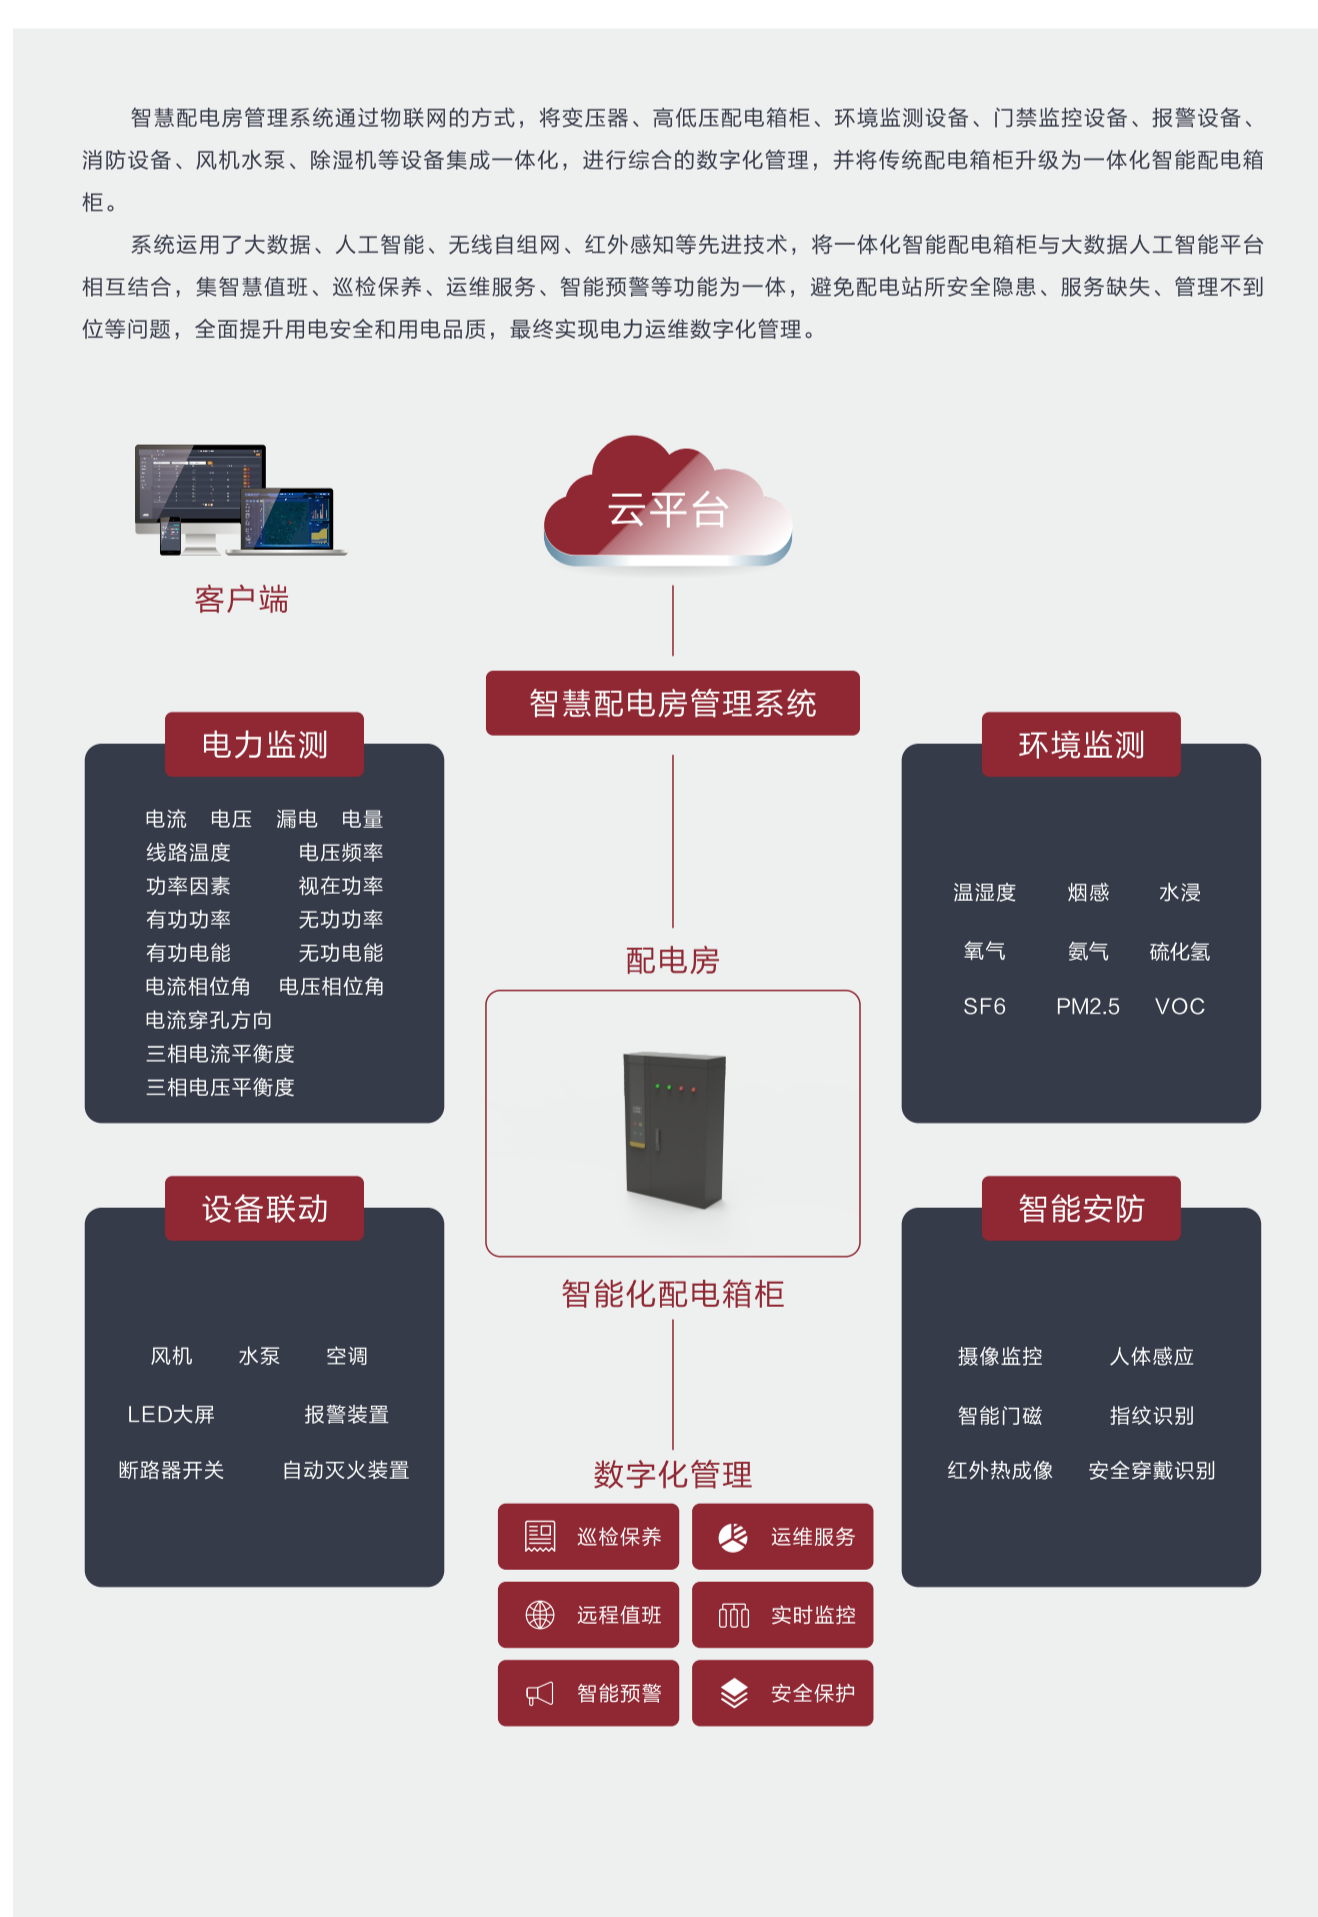 智慧配电房管理系统通过物联网的方式，将变压器、高低压配电箱柜、环境监测设备、门禁监控设备、报警设备、
消防设备、风机水泵、除湿机等设备集成一体化，进行综合的数字化管理，并将传统配电箱柜升级为一体化智能配电箱
柜。
系统运用了大数据、人工智能、无线自组网、红外感知等先进技术，将一体化智能配电箱柜与大数据人工智能平台
相互结合，集智慧值班、巡检保养、运维服务、智能预警等功能为一体，避免配电站所安全隐患、服务缺失、管理不到
位等问题，全面提升用电安全和用电品质，最终实现电力运维数字化管理。
客户端
云平台
智慧配电房管理系统
电力监测
电流 电压 漏电 电量
线路温度 电压频率
功率因素 视在功率
有功功率 无功功率
有功电能 无功电能
电流相位角 电压相位角
电流穿孔方向
三相电流平衡度
三相电压平衡度
环境监测
温湿度 烟感 水浸
氧气 氨气 硫化氢
SF6 PM2.5 VOC
配电房
智能化配电箱柜
设备联动
风机 水泵 空调
LED大屏 报警装置
断路器开关 自动灭火装置
智能安防
摄像监控 人体感应
智能门磁 指纹识别
红外热成像 安全穿戴识别
数字化管理
巡检保养 运维服务
远程值班 实时监控
智能预警 安全保护